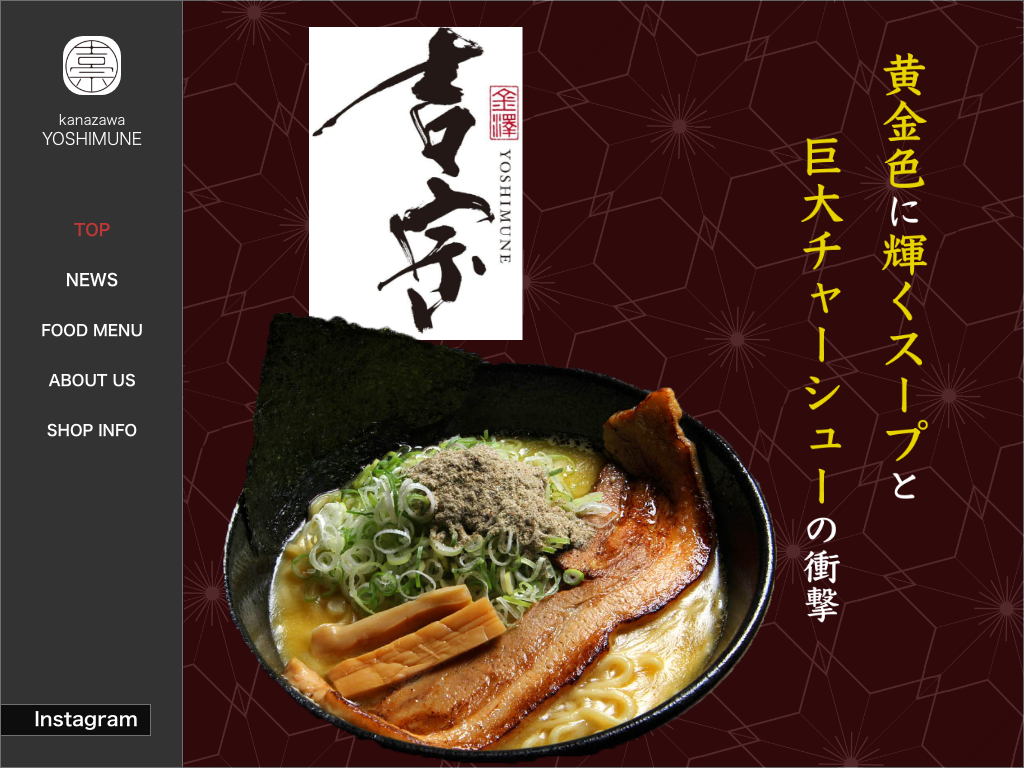 kanazawa
YOSHIMUNE
TOP
NEWS
FOOD MENU
ABOUT US
SHOP INFO
Instagram
吉宗
金澤
YOSHIMUNE
黄金色に輝くスープと
巨大チャーシューの衝撃